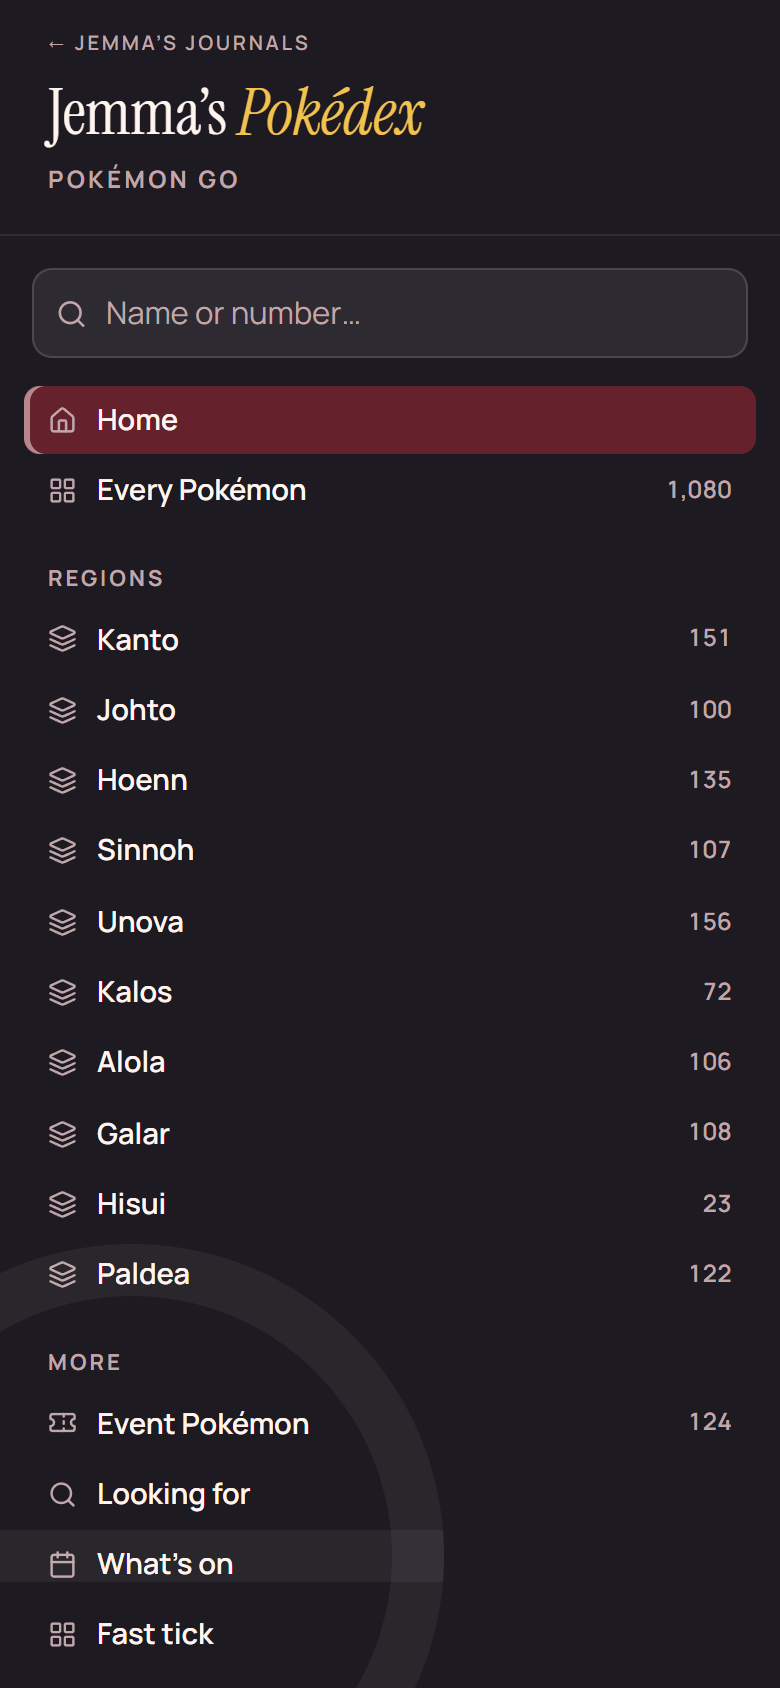 ← JEMMA’S JOURNALS
Jemma’s Pokédex
POKÉMON GO
Name or number…
Home
Every Pokémon 1,080
REGIONS
Kanto 151
Johto 100
Hoenn 135
Sinnoh 107
Unova 156
Kalos 72
Alola 106
Galar 108
Hisui 23
Paldea 122
MORE
Event Pokémon 124
Looking for
What’s on
Fast tick